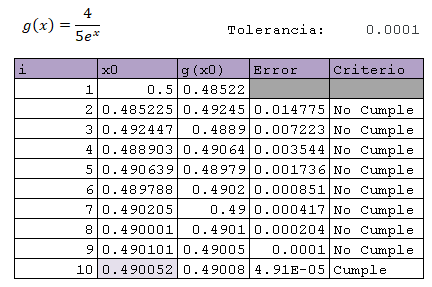 g(x) = 4/5eˣ
Tolerancia: 0.0001
i x0 g(x0) Error Criterio
1 0.5 0.48522
2 0.485225 0.49245 0.014775 No Cumple
3 0.492447 0.4889 0.007223 No Cumple
4 0.488903 0.49064 0.003544 No Cumple
5 0.490639 0.48979 0.001736 No Cumple
6 0.489788 0.4902 0.000851 No Cumple
7 0.490205 0.49 0.000417 No Cumple
8 0.490001 0.4901 0.000204 No Cumple
9 0.490101 0.49005 0.0001 No Cumple
10 0.490052 0.49008 4.91E-05 Cumple